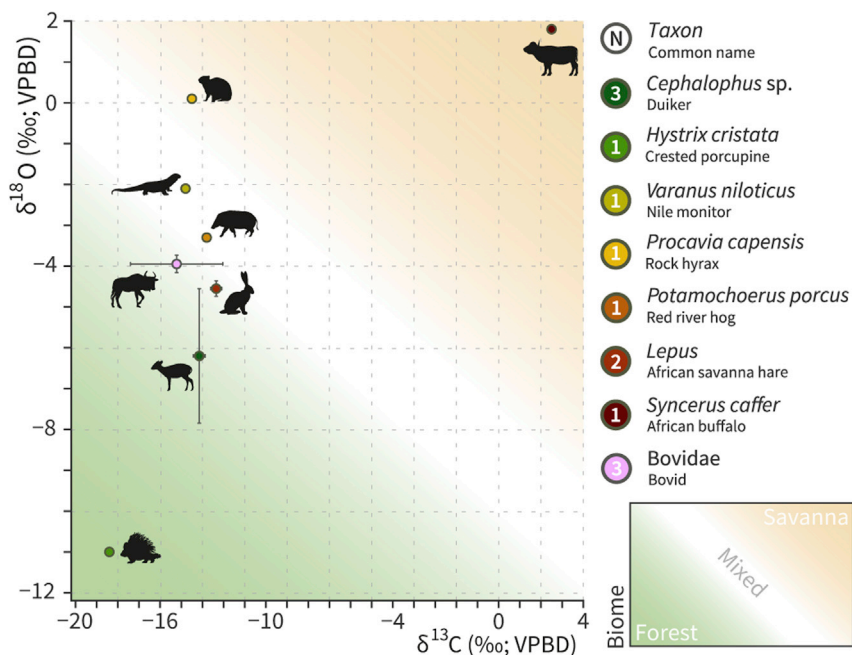 2
0
−4
−8
−12
δ18O (‰; VPBD)
−20
−16
−10
0
4
δ13C (‰; VPBD)
N
Taxon
Common name
3
Cephalophus sp.
Duiker
1
Hystrix cristata
Crested porcupine
1
Varanus niloticus
Nile monitor
1
Procavia capensis
Rock hyrax
1
Potamochoerus porcus
Red river hog
2
Lepus
African savanna hare
1
Syncerus caffer
African buffalo
3
Bovidae
Bovid
Biome
Savanna
Mixed
Forest